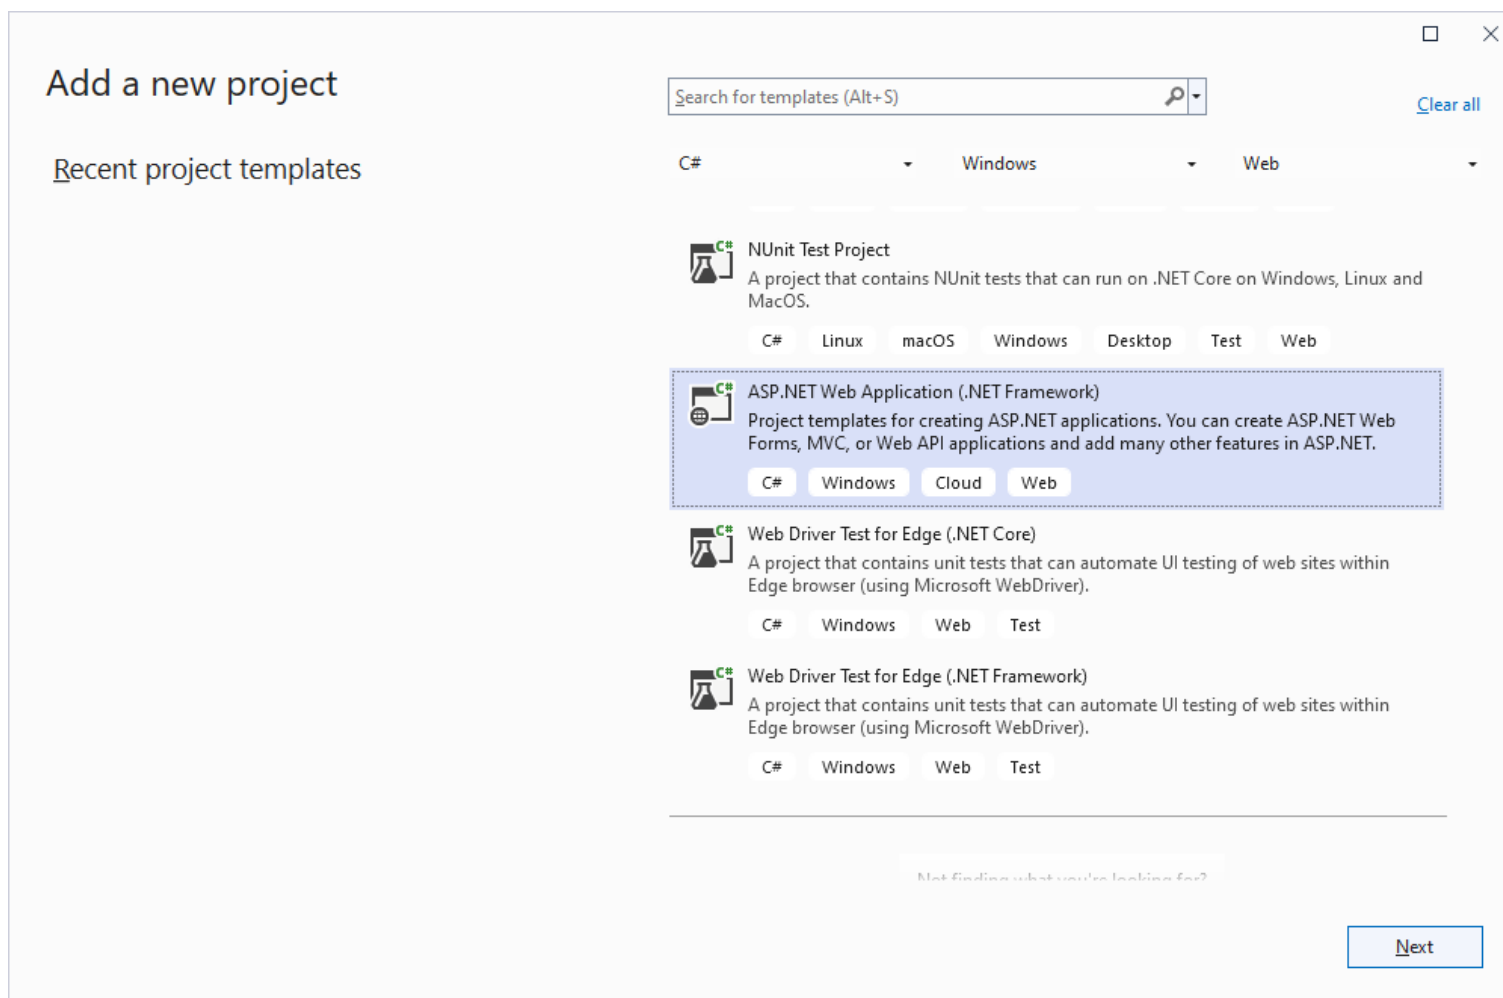 Add a new project
Search for templates (Alt+S)
Clear all
Recent project templates
C#
Windows
Web
C#
NUnit Test Project
A project that contains NUnit tests that can run on .NET Core on Windows, Linux and
MacOS.
C# Linux macOS Windows Desktop Test Web
C#
ASP.NET Web Application (.NET Framework)
Project templates for creating ASP.NET applications. You can create ASP.NET Web
Forms, MVC, or Web API applications and add many other features in ASP.NET.
C# Windows Cloud Web
C#
Web Driver Test for Edge (.NET Core)
A project that contains unit tests that can automate UI testing of web sites within
Edge browser (using Microsoft WebDriver).
C# Windows Web Test
C#
Web Driver Test for Edge (.NET Framework)
A project that contains unit tests that can automate UI testing of web sites within
Edge browser (using Microsoft WebDriver).
C# Windows Web Test
Not finding what you're looking for?
Next